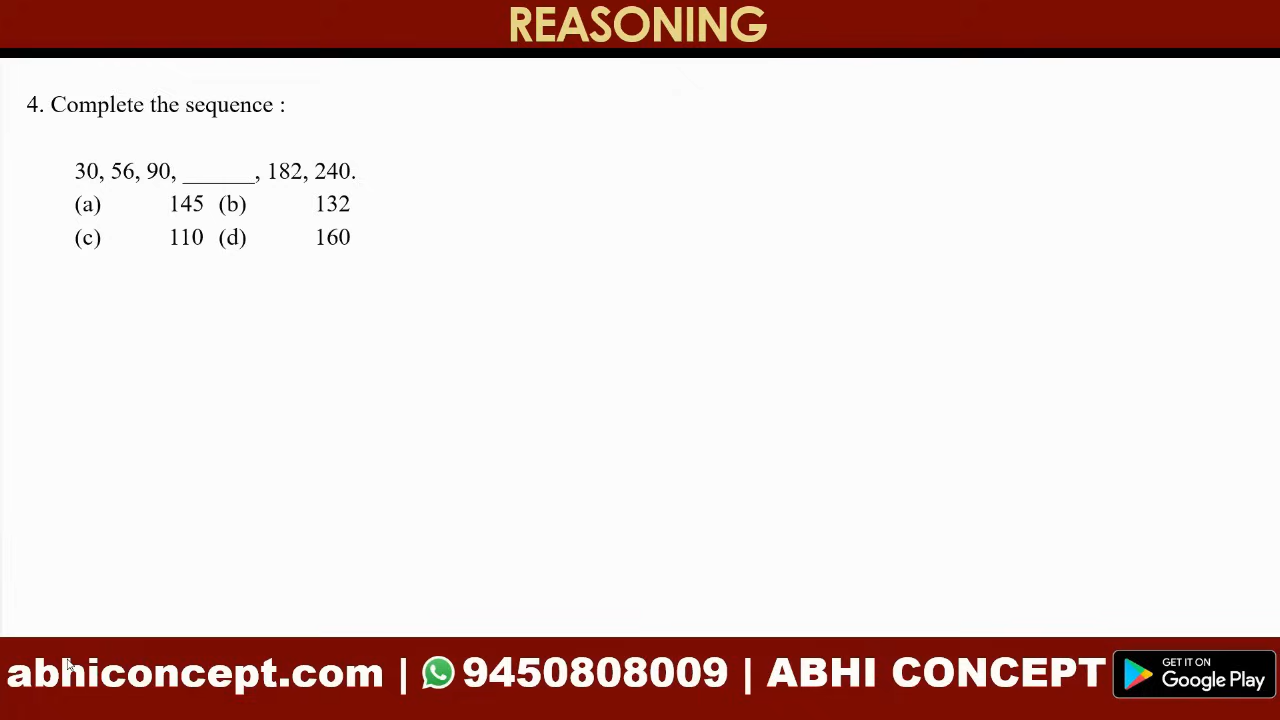 REASONING
4. Complete the sequence :
30, 56, 90, ______, 182, 240.
(a) 145 (b) 132
(c) 110 (d) 160
abhiconcept.com | 9450808009 | ABHI CONCEPT
GET IT ON
Google Play